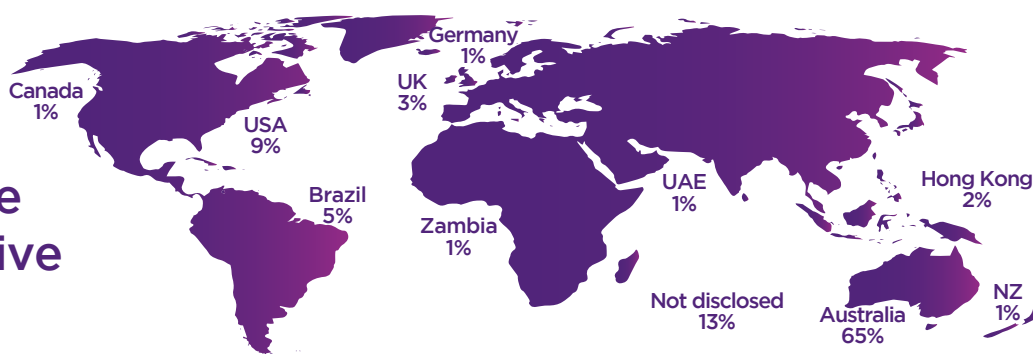 Germany
1%
Canada
1%
UK
3%
USA
9%
e
ive
Brazil
5%
Zambia
1%
UAE
1%
Hong Kong
2%
Not disclosed
13%
Australia
65%
NZ
1%